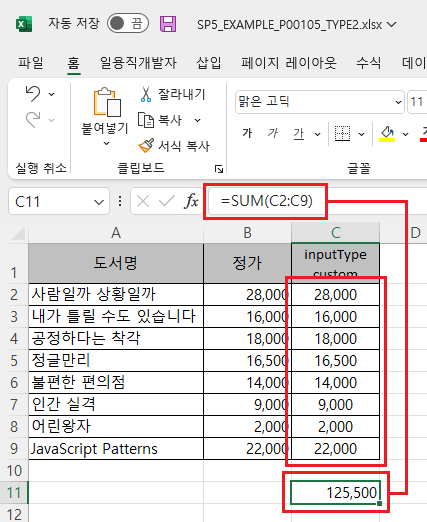 자동 저장 SP5_EXAMPLE_P00105_TYPE2.xlsx
파일 홈 일용직개발자 삽입 페이지 레이아웃 수식 데이
붙여넣기
잘라내기
복사
서식 복사
맑은 고딕 11
가 가 가
실행 취소 클립보드 글꼴
C11 fx =SUM(C2:C9)
A B C D
1 도서명 정가 inputType
custom
2 사람일까 상황일까 28,000 28,000
3 내가 틀릴 수도 있습니다 16,000 16,000
4 공정하다는 착각 18,000 18,000
5 정글만리 16,500 16,500
6 불편한 편의점 14,000 14,000
7 인간 실격 9,000 9,000
8 어린왕자 2,000 2,000
9 JavaScript Patterns 22,000 22,000
10
11 125,500
12